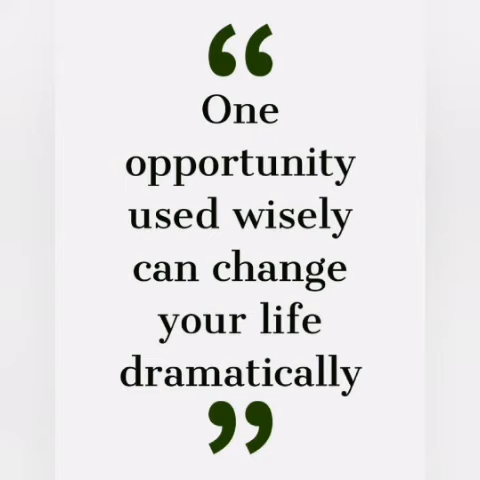 “
One
opportunity
used wisely
can change
your life
dramatically
”